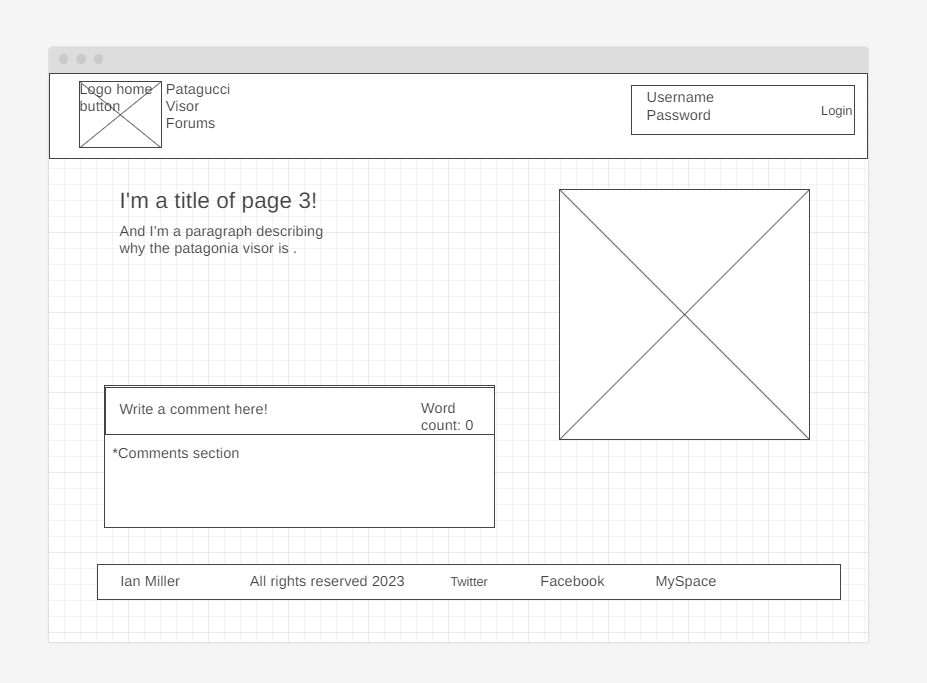 Logo home
button
Patagucci
Visor
Forums
Username
Password
Login
I'm a title of page 3!
And I'm a paragraph describing
why the patagonia visor is .
Write a comment here!
Word
count: 0
*Comments section
Ian Miller
All rights reserved 2023
Twitter
Facebook
MySpace